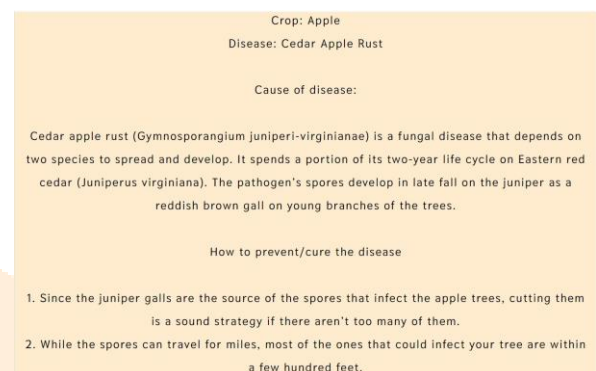 Crop: Apple
Disease: Cedar Apple Rust
Cause of disease:
Cedar apple rust (Gymnosporangium juniperi-virginianae) is a fungal disease that depends on
two species to spread and develop. It spends a portion of its two-year life cycle on Eastern red
cedar (Juniperus virginiana). The pathogen's spores develop in late fall on the juniper as a
reddish brown gall on young branches of the trees.
How to prevent/cure the disease
1. Since the juniper galls are the source of the spores that infect the apple trees, cutting them
is a sound strategy if there aren't too many of them.
2. While the spores can travel for miles, most of the ones that could infect your tree are within
a few hundred feet.